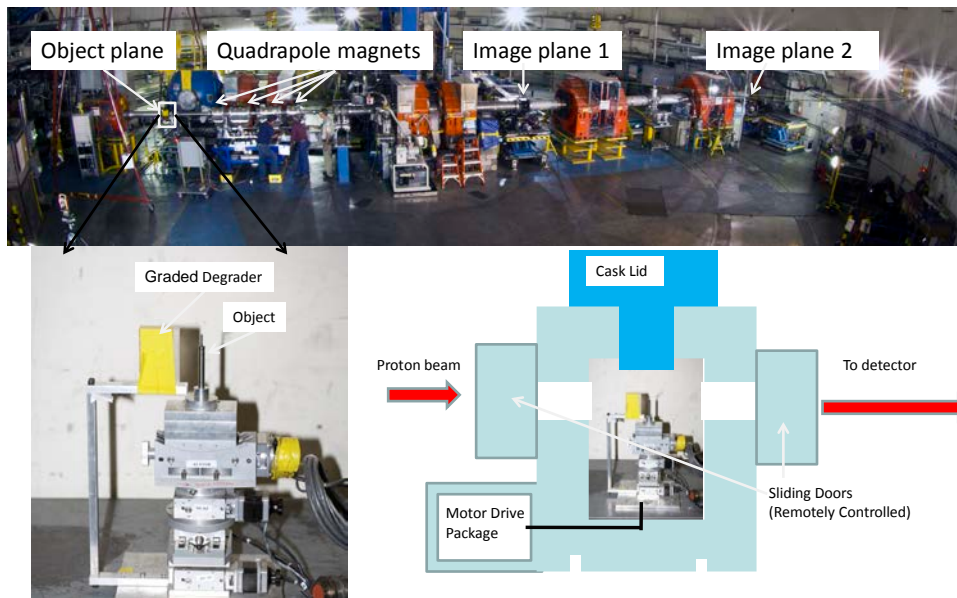 Object plane
Quadrapole magnets
Image plane 1
Image plane 2
Graded Degrader
Object
Cask Lid
Proton beam
To detector
Sliding Doors
(Remotely Controlled)
Motor Drive
Package